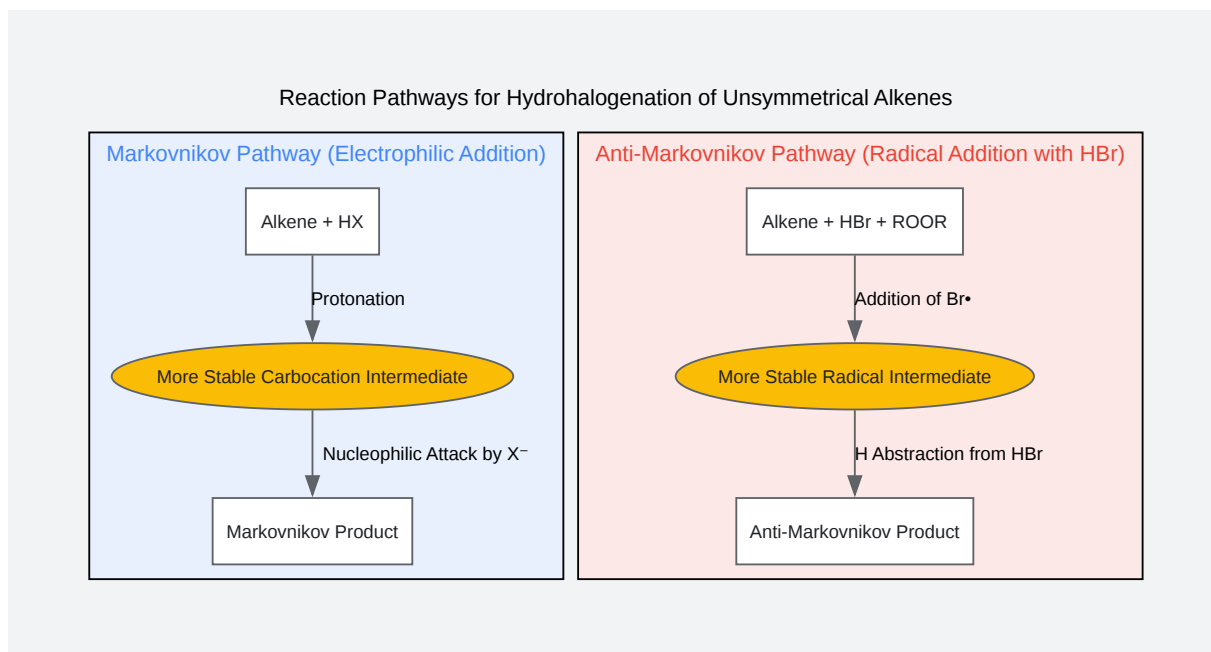 Reaction Pathways for Hydrohalogenation of Unsymmetrical Alkenes
Markovnikov Pathway (Electrophilic Addition)
Alkene + HX
Protonation
More Stable Carbocation Intermediate
Nucleophilic Attack by X⁻
Markovnikov Product
Anti-Markovnikov Pathway (Radical Addition with HBr)
Alkene + HBr + ROOR
Addition of Br•
More Stable Radical Intermediate
H Abstraction from HBr
Anti-Markovnikov Product